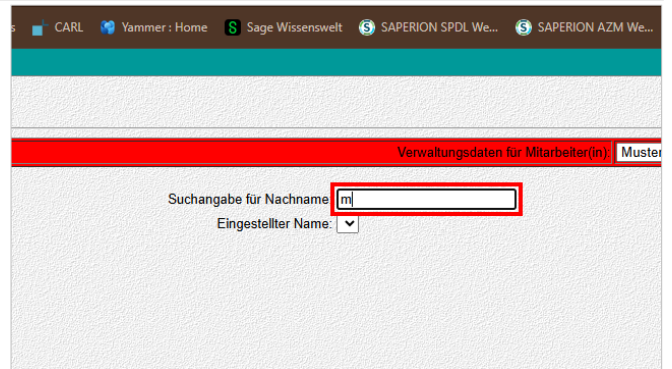 s CARL Yammer : Home Sage Wissenswelt SAPERION SPDL We... SAPERION AZM We...
Verwaltungsdaten für Mitarbeiter(in): Muster
Suchangabe für Nachname: m
Eingestellter Name: